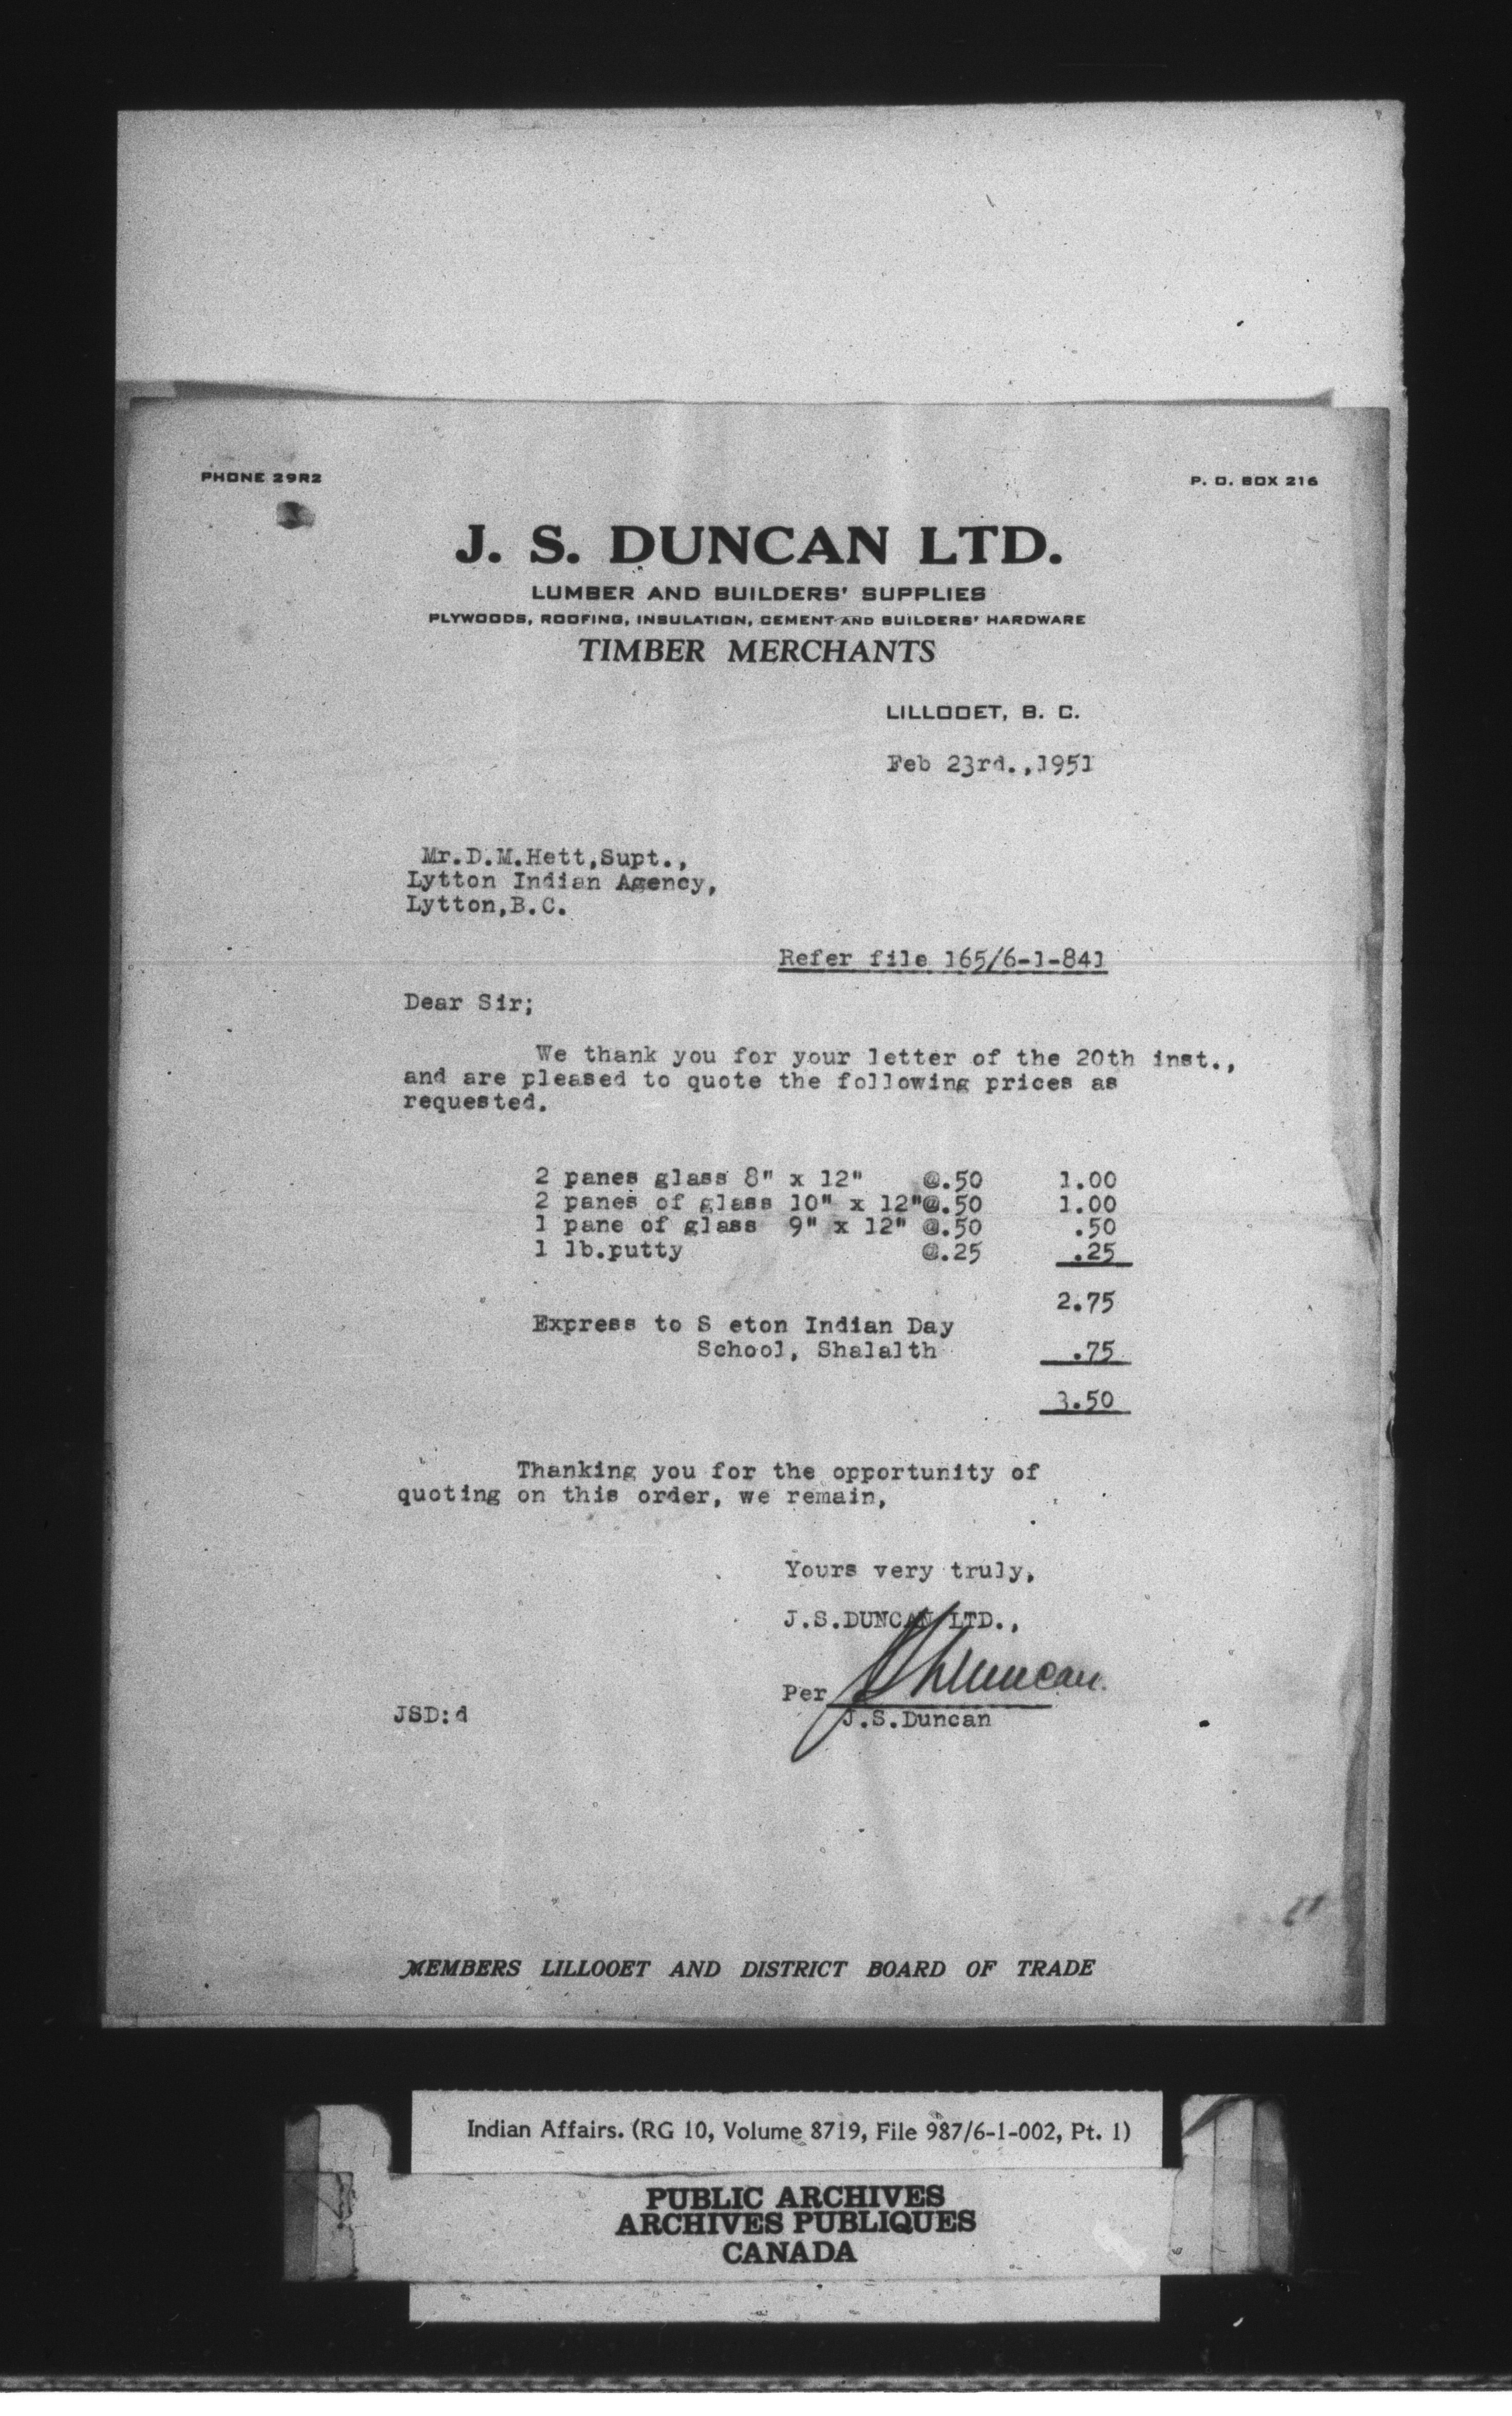 PHONE 29R2
P. O. BOX 216
J. S. DUNCAN LTD.
LUMBER AND BUILDERS' SUPPLIES
PLYWOODS, ROOFING, INSULATION, CEMENT AND BUILDERS' HARDWARE
TIMBER MERCHANTS
LILLOOET, B. C.
Feb 23rd.,1951
Mr.D.M.Hett,Supt.,
Lytton Indian Agency,
Lytton,B.C.
Refer file 165/6-1-841
Dear Sir;
We thank you for your letter of the 20th inst.,
and are pleased to quote the following prices as
requested.
2 panes glass 8" x 12" @.50 1.00
2 panes of glass 10" x 12"@.50 1.00
1 pane of glass 9" x 12" @.50 .50
1 lb.putty @.25 .25
2.75
Express to S eton Indian Day
School, Shalalth .75
3.50
Thanking you for the opportunity of
quoting on this order, we remain,
Yours very truly,
J.S.DUNCAN LTD.,
Per JSDuncan.
J.S.Duncan
JSD:d
MEMBERS LILLOOET AND DISTRICT BOARD OF TRADE
Indian Affairs. (RG 10, Volume 8719, File 987/6-1-002, Pt. 1)
PUBLIC ARCHIVES
ARCHIVES PUBLIQUES
CANADA